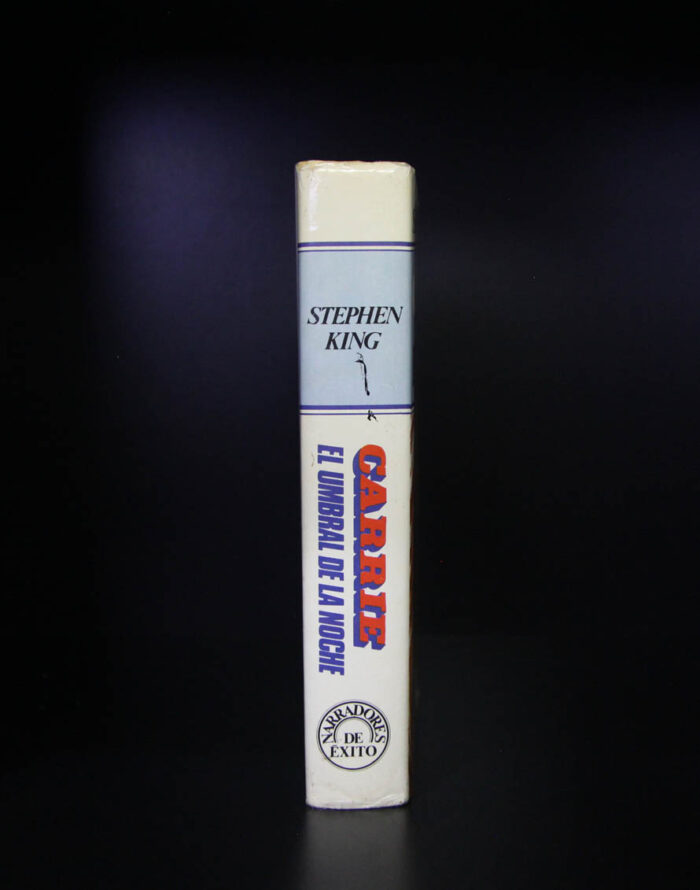 STEPHEN
KING
CARRIE
EL UMBRAL DE LA NOCHE
NARRADORES
DE
ÉXITO